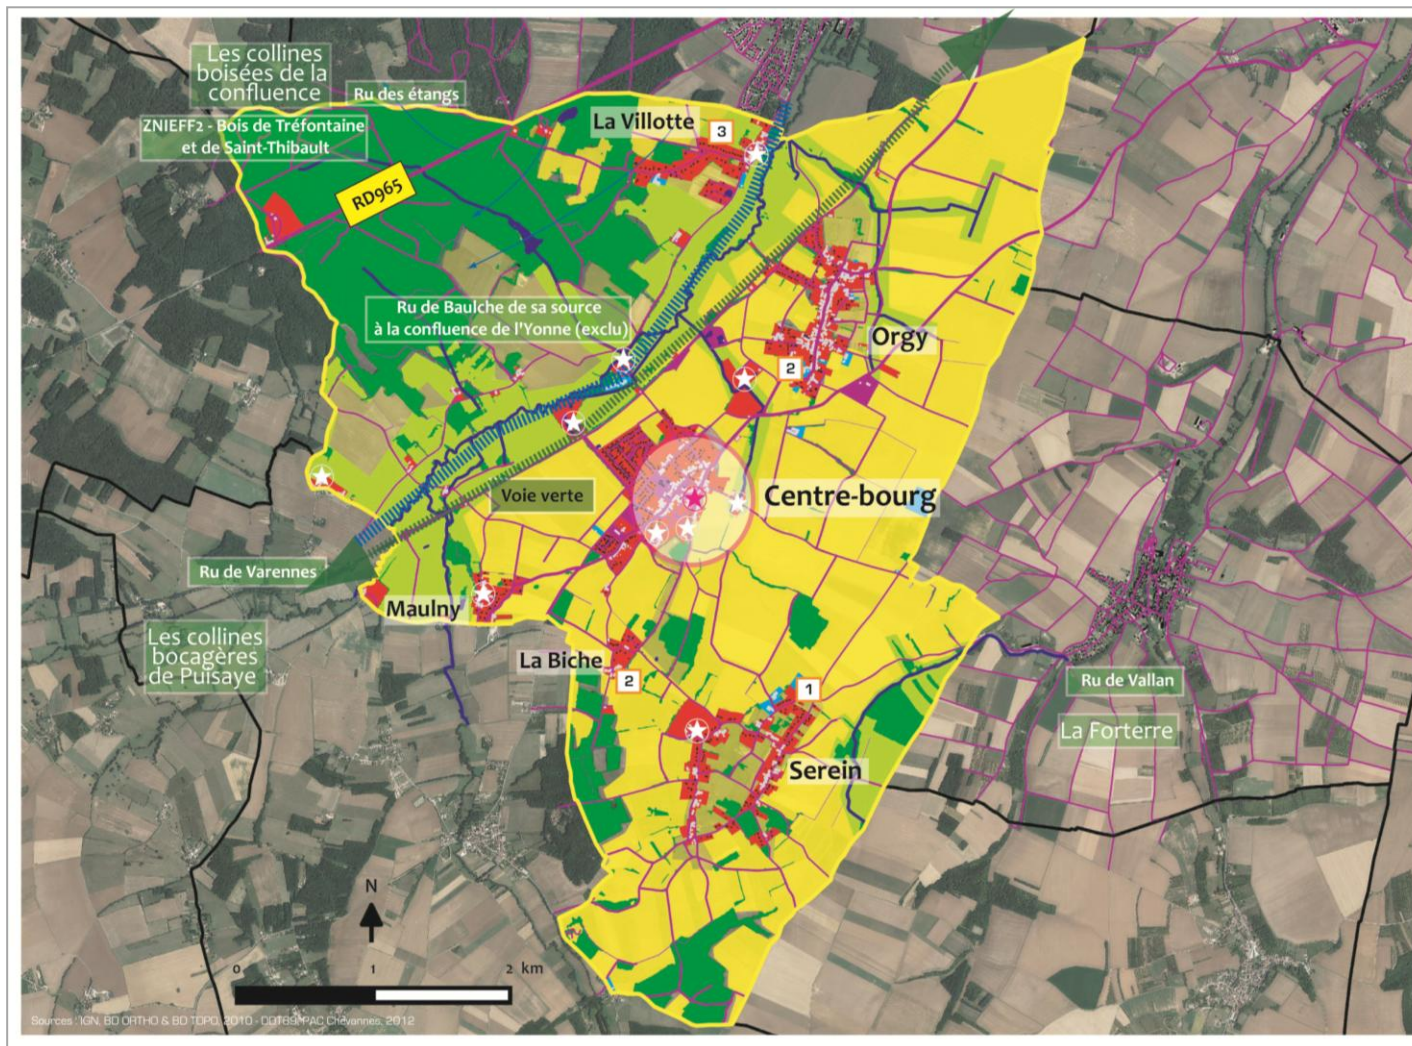 Les collines
boisées de la
confluence
Ru des étangs
ZNIEFF2 - Bois de Tréfontaine
et de Saint-Thibault
RD965
La Villotte
3
Ru de Baulche de sa source
à la confluence de l'Yonne (exclu)
Orgy
2
Voie verte
Centre-bourg
Ru de Varennes
Maulny
Les collines
bocagères
de Puisaye
La Biche
2
1
Serein
Ru de Vallan
La Forterre
N
0 1 2 km
Sources : IGN, BD ORTHO & BD TOPO, 2010 - DDT89, PAC Chevannes, 2012